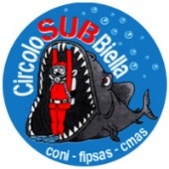 Circolo SUB Biella
coni - fipsas - cmas